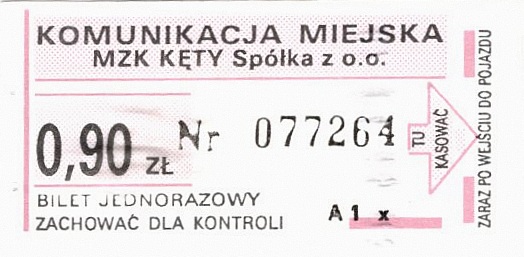 KOMUNIKACJA MIEJSKA
MZK KĘTY Spółka z o.o.
0,90 ZŁ
Nr 077264
BILET JEDNORAZOWY
ZACHOWAĆ DLA KONTROLI
A1 x
TU
KASOWAĆ
ZARAZ PO WEJŚCIU DO POJAZDU